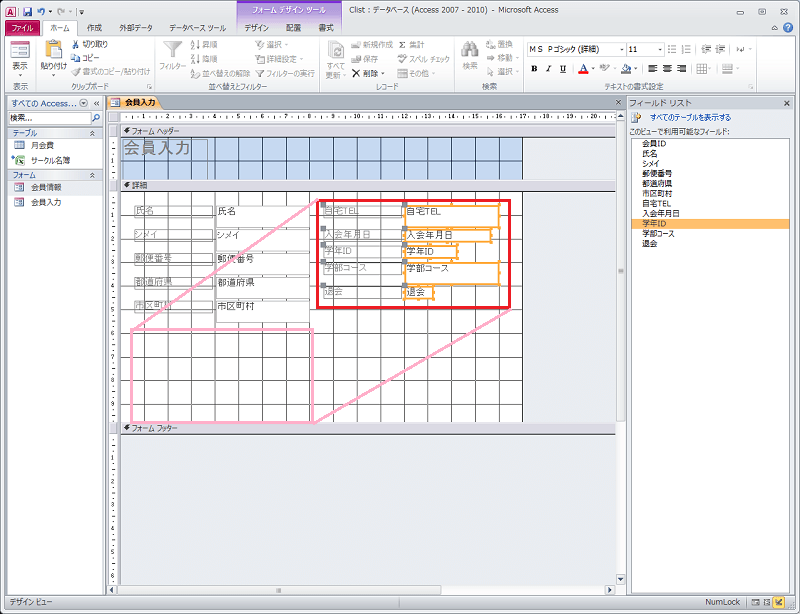 フォーム デザイン ツール
Clist : データベース (Access 2007 - 2010) - Microsoft Access
ファイル ホーム 作成 外部データ データベース ツール デザイン 配置 書式
表示
貼り付け
切り取り
コピー
書式のコピー/貼り付け
フィルター
昇順
降順
並べ替えの解除
選択
詳細設定
フィルターの実行
すべて更新
新規作成
保存
削除
集計
スペル チェック
その他
検索
置換
移動
選択
MS Pゴシック (詳細) 11
B I U
表示 クリップボード 並べ替えとフィルター レコード 検索 テキストの書式設定
すべての Access...
検索...
テーブル
月会費
サークル名簿
フォーム
会員情報
会員入力
会員入力
フォーム ヘッダー
会員入力
詳細
氏名 氏名
シメイ シメイ
郵便番号 郵便番号
都道府県 都道府県
市区町村 市区町村
自宅TEL 自宅TEL
入会年月日 入会年月日
学年ID 学年ID
学部コース 学部コース
退会 退会
フォーム フッター
フィールド リスト
すべてのテーブルを表示する
このビューで利用可能なフィールド:
会員ID
氏名
シメイ
郵便番号
都道府県
市区町村
自宅TEL
入会年月日
学年ID
学部コース
退会
デザイン ビュー
NumLock